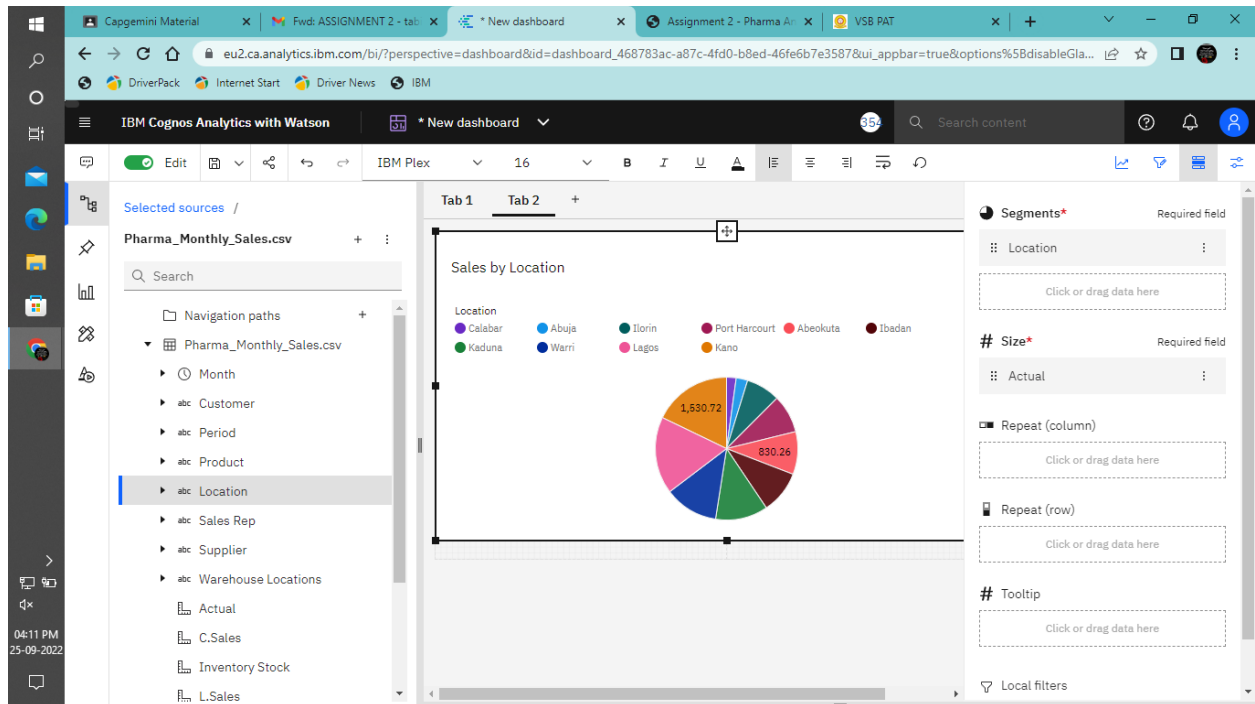 Capgemini Material
Fwd: ASSIGNMENT 2 - tab
* New dashboard
Assignment 2 - Pharma An
VSB PAT
eu2.ca.analytics.ibm.com/bi/?perspective=dashboard&id=dashboard_468783ac-a87c-4fd0-b8ed-46fe6b7e3587&ui_appbar=true&options%5BdisableGla...
DriverPack Internet Start Driver News IBM
IBM Cognos Analytics with Watson
* New dashboard
354
Search content
Edit
IBM Plex
16
B I U A
Selected sources /
Pharma_Monthly_Sales.csv
Search
Navigation paths
Pharma_Monthly_Sales.csv
Month
abc Customer
abc Period
abc Product
abc Location
abc Sales Rep
abc Supplier
abc Warehouse Locations
Actual
C.Sales
Inventory Stock
L.Sales
Tab 1 Tab 2 +
Sales by Location
Location
Calabar Abuja Ilorin Port Harcourt Abeokuta Ibadan
Kaduna Warri Lagos Kano
1,530.72
830.26
Segments* Required field
Location
Click or drag data here
# Size* Required field
Actual
Repeat (column)
Click or drag data here
Repeat (row)
Click or drag data here
# Tooltip
Click or drag data here
Local filters
04:11 PM
25-09-2022